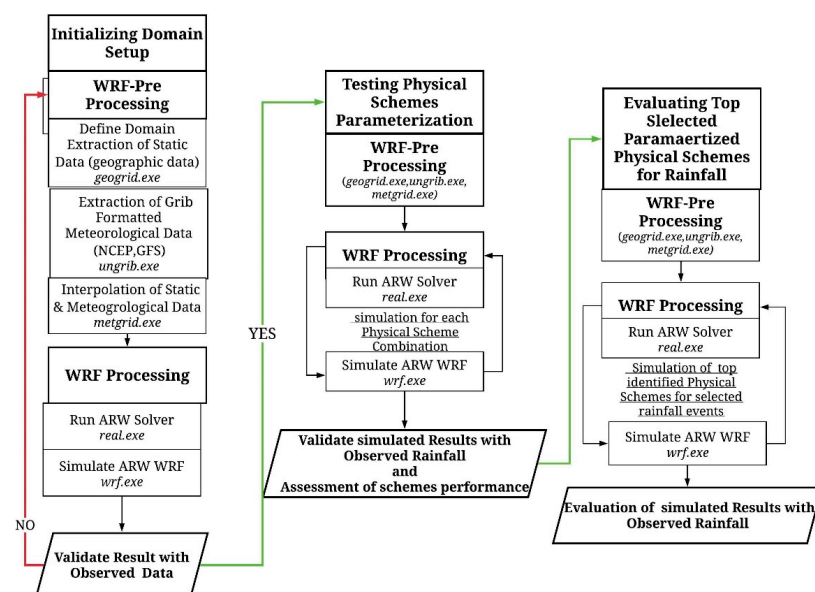 Initializing Domain
Setup
WRF-Pre
Processing
Define Domain
Extraction of Static
Data (geographic data)
geogrid.exe
Extraction of Grib
Formatted
Meteorological Data
(NCEP,GFS)
ungrib.exe
Interpolation of Static
& Meteogrological Data
metgrid.exe
WRF Processing
Run ARW Solver
real.exe
Simulate ARW WRF
wrf.exe
NO
Validate Result with
Observed Data
YES
Testing Physical
Schemes
Parameterization
WRF-Pre
Processing
(geogrid.exe,ungrib.exe,
metgrid.exe)
WRF Processing
Run ARW Solver
real.exe
simulation for each
Physical Scheme
Combination
Simulate ARW WRF
wrf.exe
Validate simulated Results with
Observed Rainfall
and
Assessment of schemes performance
Evaluating Top
Slelected
Paramaertized
Physical Schemes
for Rainfall
WRF-Pre
Processing
(geogrid.exe,ungrib.exe,
metgrid.exe)
WRF Processing
Run ARW Solver
real.exe
Simulation of top
identified Physical
Schemes for selected
rainfall events
Simulate ARW WRF
wrf.exe
Evaluation of simulated Results with
Observed Rainfall